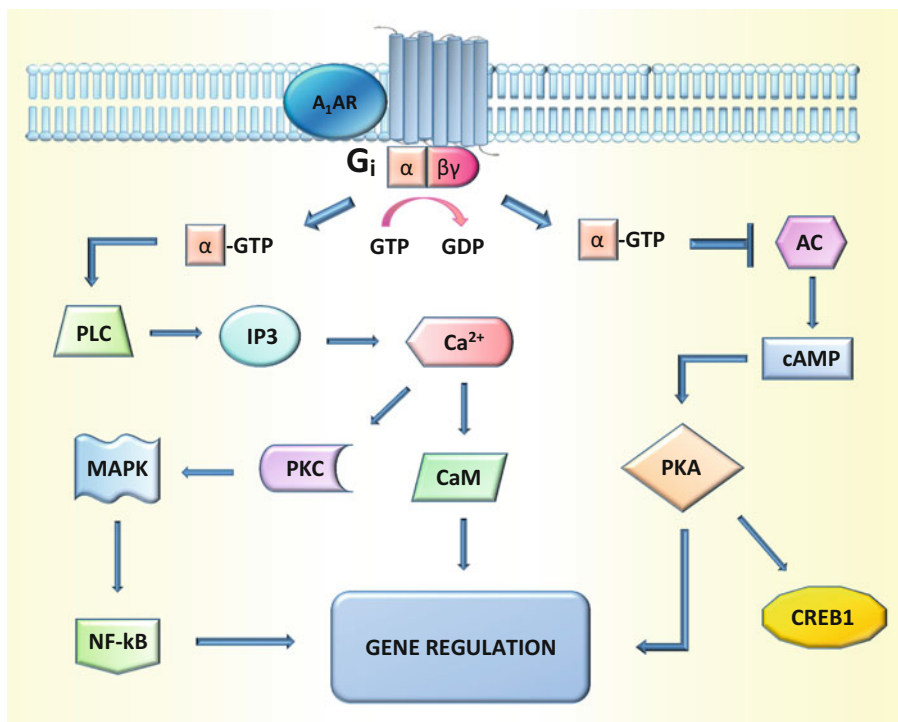 A₁AR
Gi
α
βγ
GTP
GDP
α-GTP
α-GTP
AC
PLC
IP3
Ca²⁺
cAMP
MAPK
PKC
CaM
PKA
NF-kB
GENE REGULATION
CREB1